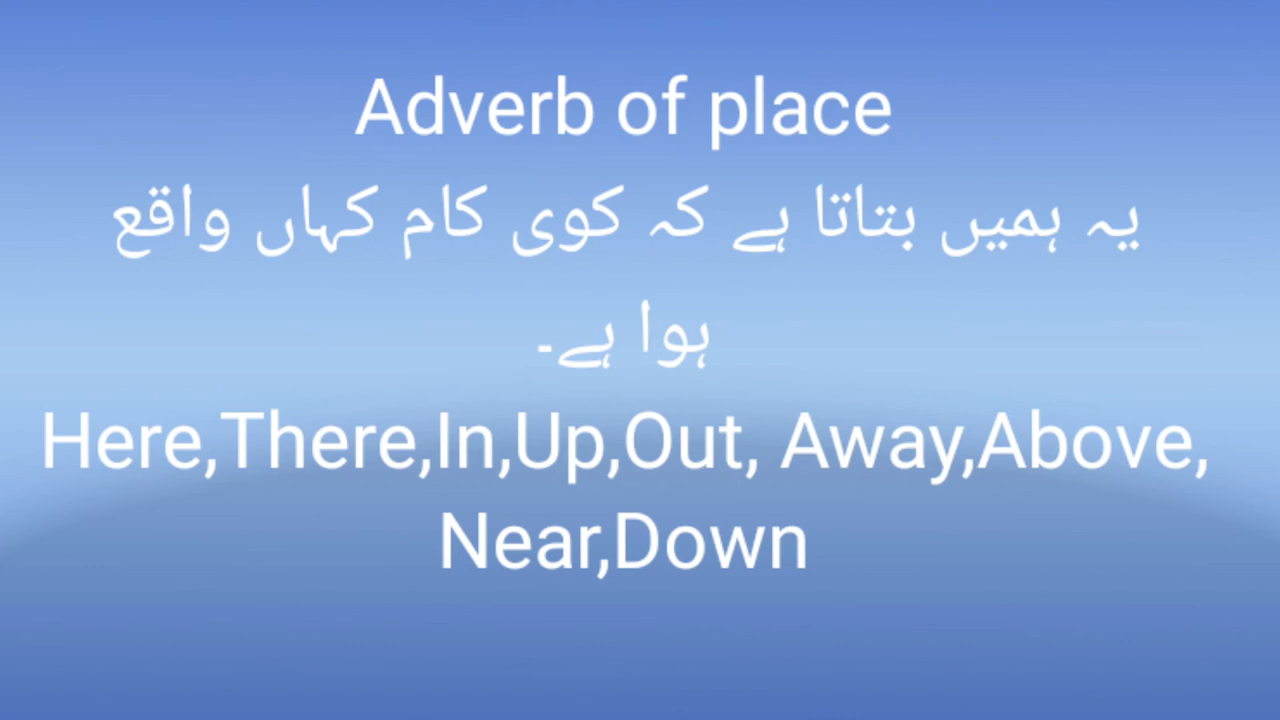 Adverb of place
یہ ہمیں بتاتا ہے کہ کوی کام کہاں واقع
ہوا ہے۔
Here,There,In,Up,Out, Away,Above,
Near,Down